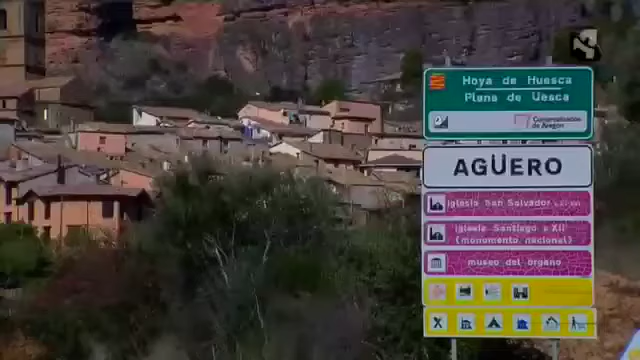 Hoya de Huesca
Plana de Uesca
Comarcalización
de Aragón
AGÜERO
Iglesia San Salvador
Iglesia Santiago s XII
(monumento nacional)
museo del órgano